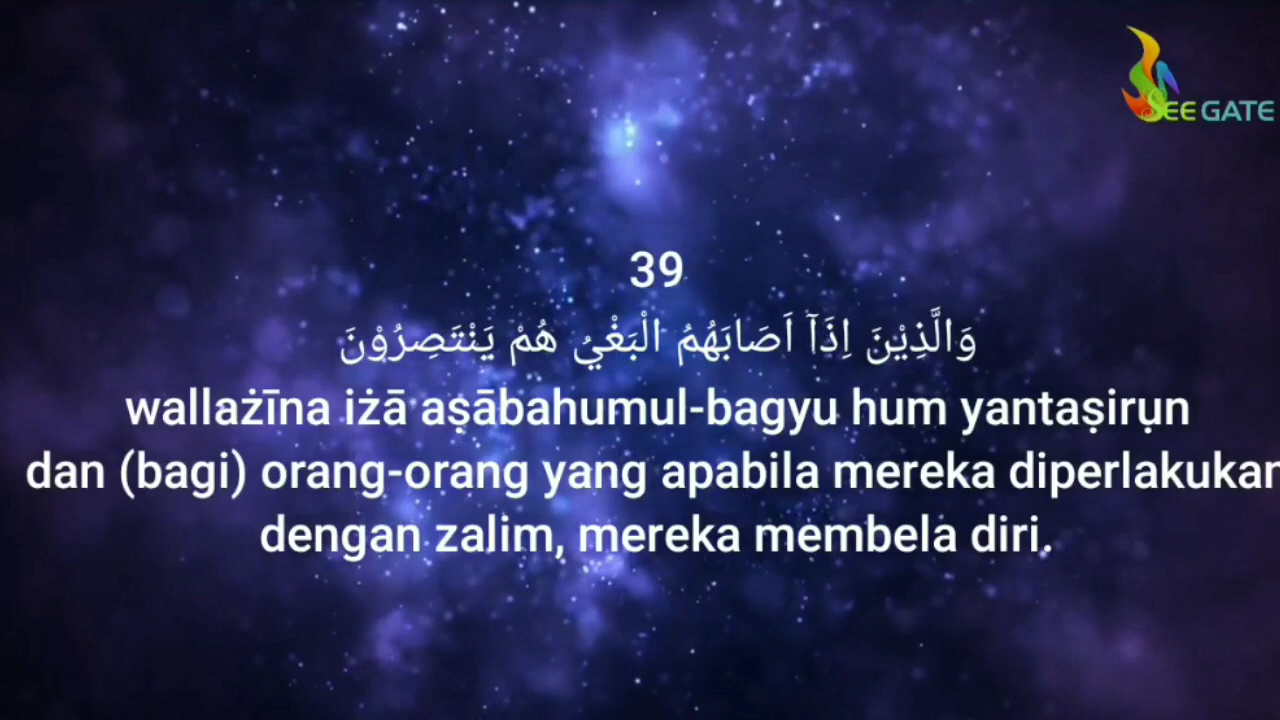 SEE GATE
39
وَالَّذِيْنَ اِذَآ اَصَابَهُمُ الْبَغْيُ هُمْ يَنْتَصِرُوْنَ
wallażīna iżā aṣābahumul-bagyu hum yantaṣirụn
dan (bagi) orang-orang yang apabila mereka diperlakukan
dengan zalim, mereka membela diri.